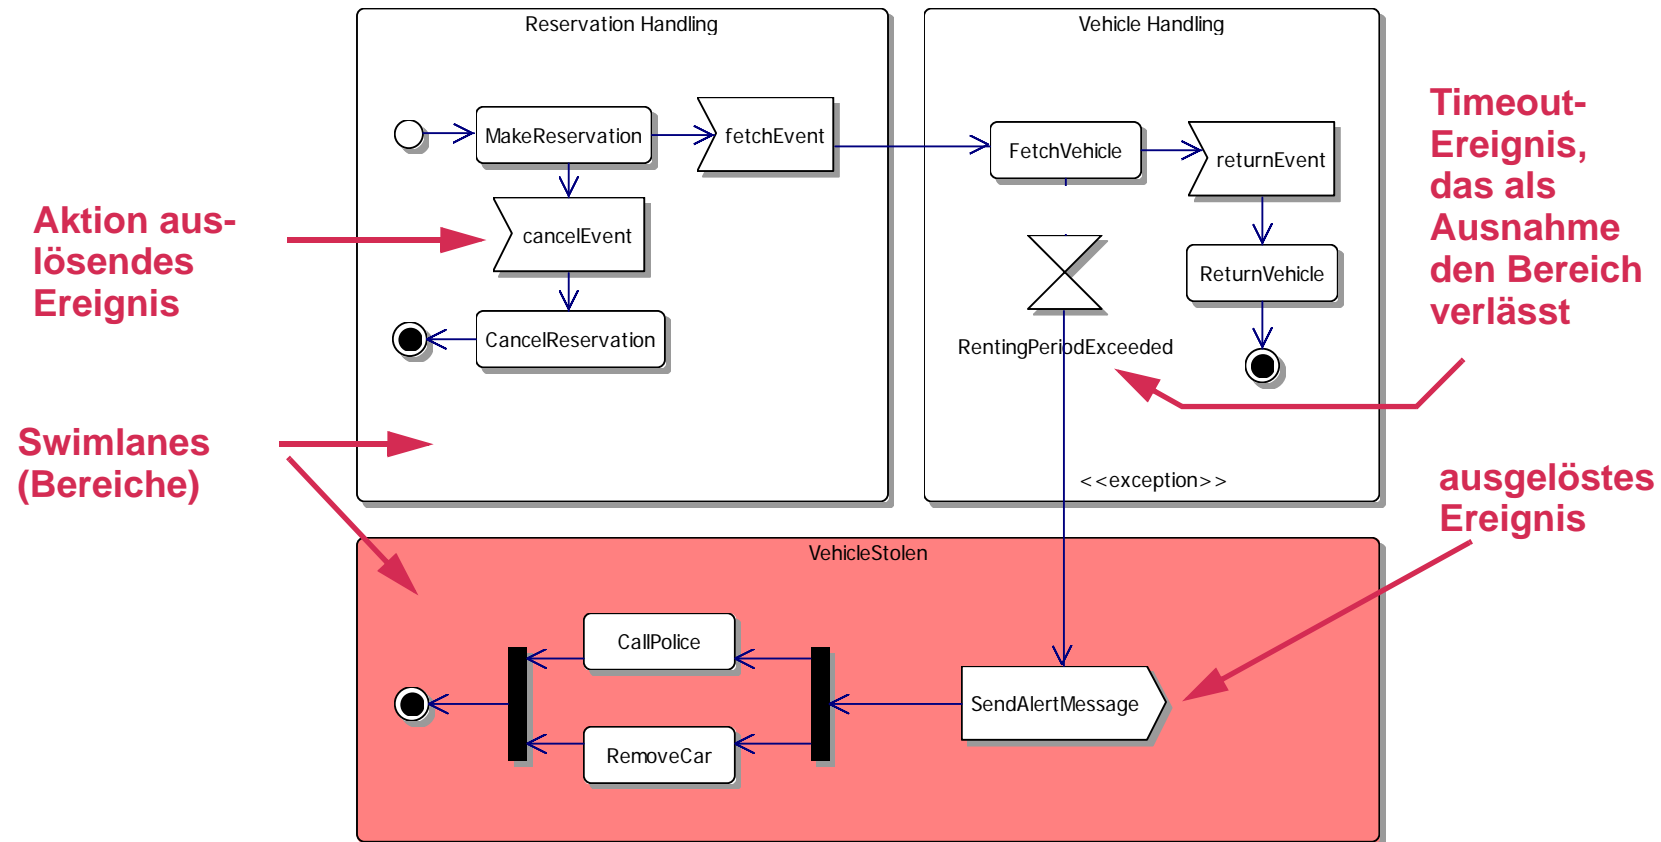 Reservation Handling
Vehicle Handling
MakeReservation
fetchEvent
FetchVehicle
returnEvent
cancelEvent
ReturnVehicle
CancelReservation
RentingPeriodExceeded
<<exception>>
VehicleStolen
CallPolice
SendAlertMessage
RemoveCar
Aktion aus-
lösendes
Ereignis
Swimlanes
(Bereiche)
Timeout-
Ereignis,
das als
Ausnahme
den Bereich
verlässt
ausgelöstes
Ereignis